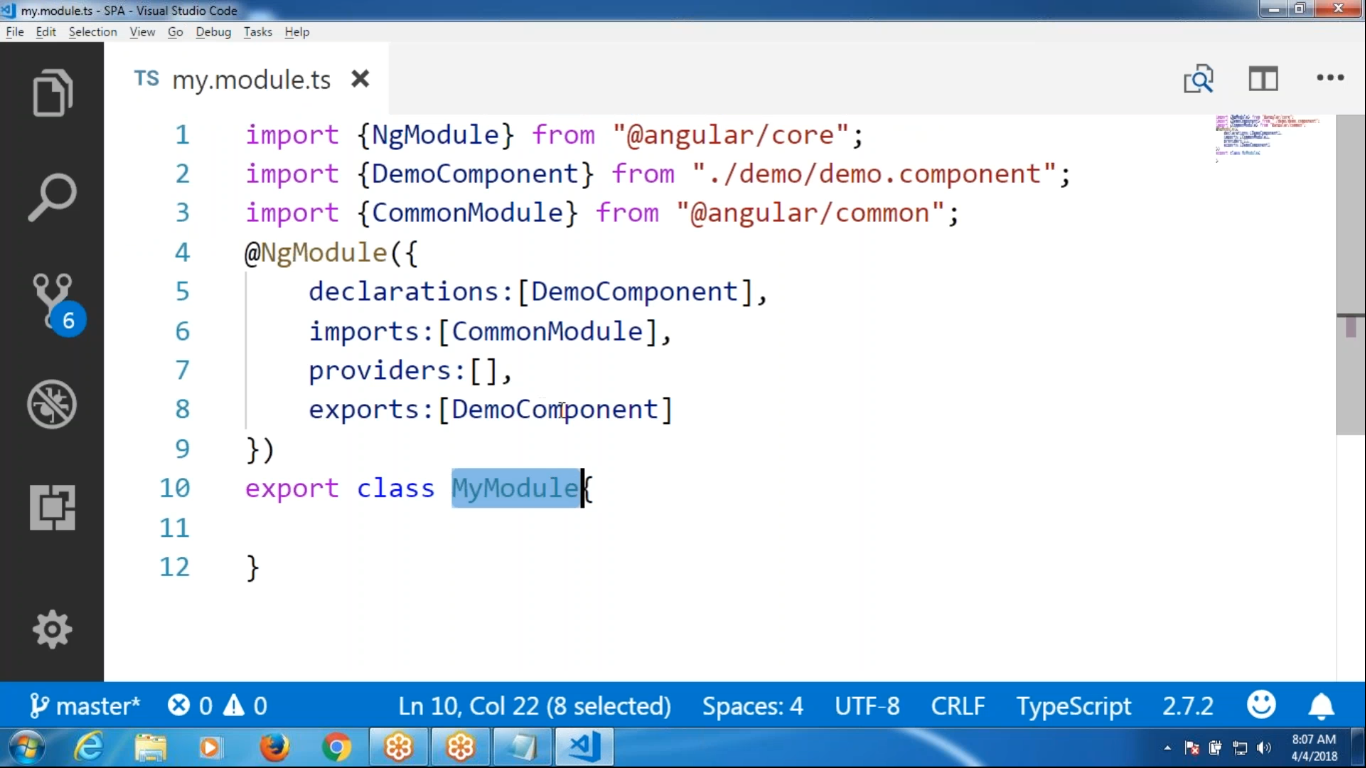 my.module.ts - SPA - Visual Studio Code
File Edit Selection View Go Debug Tasks Help
TS my.module.ts
1 import {NgModule} from "@angular/core";
2 import {DemoComponent} from "./demo/demo.component";
3 import {CommonModule} from "@angular/common";
4 @NgModule({
5 declarations:[DemoComponent],
6 imports:[CommonModule],
7 providers:[],
8 exports:[DemoComponent]
9 })
10 export class MyModule{
11
12 }
6
master* 0 0 Ln 10, Col 22 (8 selected) Spaces: 4 UTF-8 CRLF TypeScript 2.7.2
8:07 AM
4/4/2018